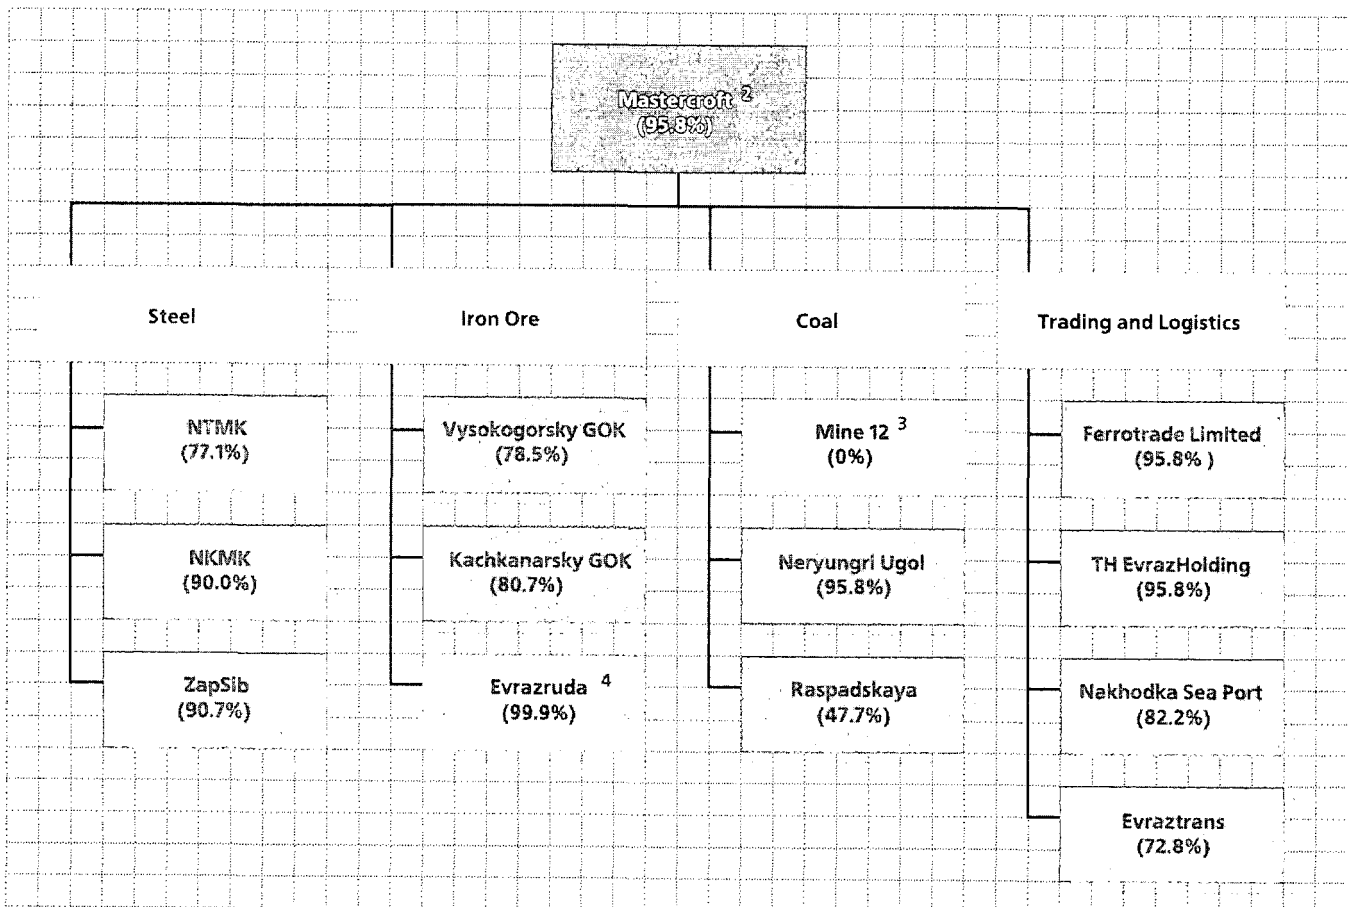 Mastercroft 2
(95.8%)
Steel
Iron Ore
Coal
Trading and Logistics
NTMK
(77.1%)
Vysokogorsky GOK
(78.5%)
Mine 12 3
(0%)
Ferrotrade Limited
(95.8% )
NKMK
(90.0%)
Kachkanarsky GOK
(80.7%)
Neryungri Ugol
(95.8%)
TH EvrazHolding
(95.8%)
ZapSib
(90.7%)
Evrazruda 4
(99.9%)
Raspadskaya
(47.7%)
Nakhodka Sea Port
(82.2%)
Evraztrans
(72.8%)